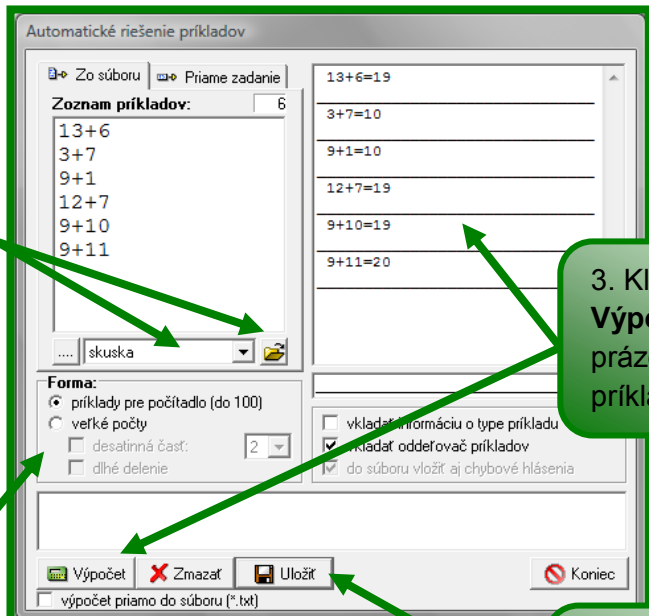 Automatické riešenie príkladov
Zo súboru
Priame zadanie
Zoznam príkladov: 6
13+6
3+7
9+1
12+7
9+10
9+11
.... skuska
13+6=19
3+7=10
9+1=10
12+7=19
9+10=19
9+11=20
Forma:
príklady pre počítadlo (do 100)
veľké počty
desatinná časť: 2
dlhé delenie
vkladať informáciu o type príkladu
vkladať oddeľovač príkladov
do súboru vložiť aj chybové hlásenia
Výpočet
Zmazať
Uložiť
Koniec
výpočet priamo do súboru (*.txt)
3. Kl
Výpo
práz
príkla